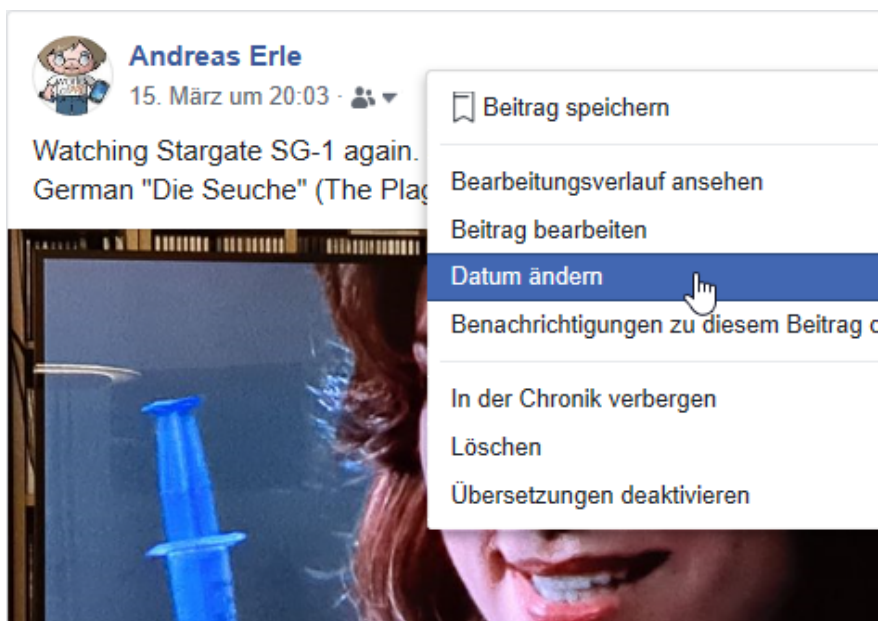 Andreas Erle
15. März um 20:03 ·
Watching Stargate SG-1 again.
German "Die Seuche" (The
Beitrag speichern
Bearbeitungsverlauf ansehen
Beitrag bearbeiten
Datum ändern
Benachrichtigungen zu diesem Beitrag
In der Chronik verbergen
Löschen
Übersetzungen deaktivieren